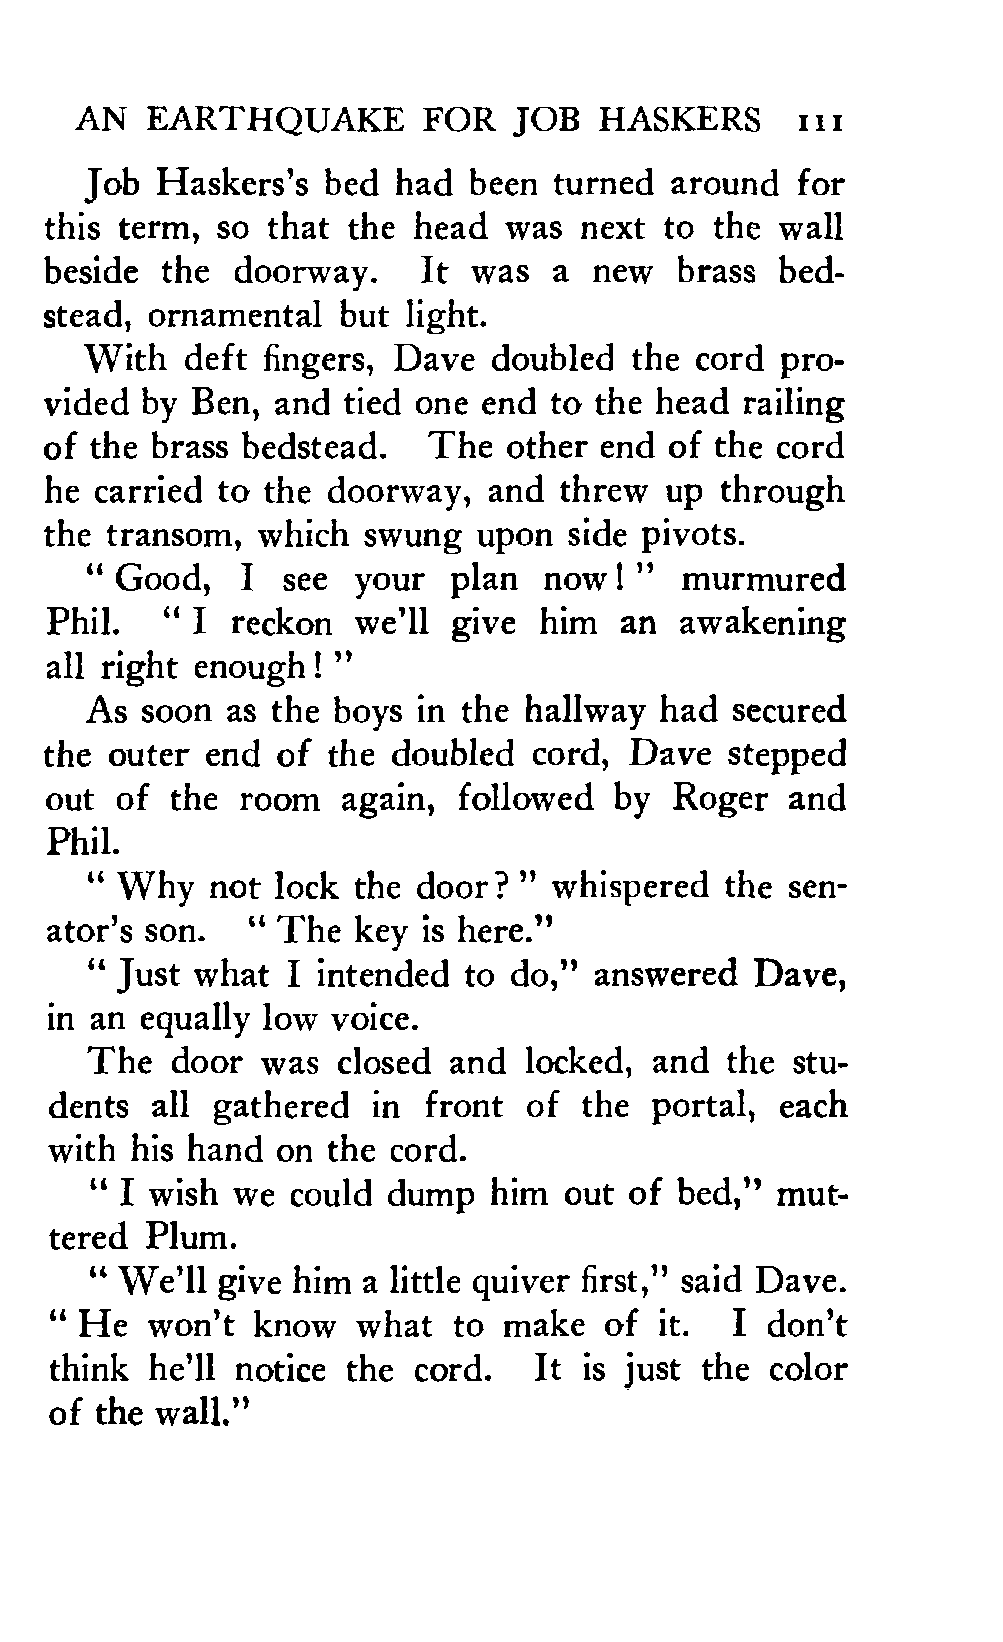 AN EARTHQUAKE FOR JOB HASKERS 111
Job Haskers's bed had been turned around for
this term, so that the head was next to the wall
beside the doorway. It was a new brass bed-
stead, ornamental but light.
With deft fingers, Dave doubled the cord pro-
vided by Ben, and tied one end to the head railing
of the brass bedstead. The other end of the cord
he carried to the doorway, and threw up through
the transom, which swung upon side pivots.
" Good, I see your plan now! " murmured
Phil. " I reckon we'll give him an awakening
all right enough! "
As soon as the boys in the hallway had secured
the outer end of the doubled cord, Dave stepped
out of the room again, followed by Roger and
Phil.
" Why not lock the door? " whispered the sen-
ator's son. " The key is here."
" Just what I intended to do," answered Dave,
in an equally low voice.
The door was closed and locked, and the stu-
dents all gathered in front of the portal, each
with his hand on the cord.
" I wish we could dump him out of bed," mut-
tered Plum.
" We'll give him a little quiver first," said Dave.
" He won't know what to make of it. I don't
think he'll notice the cord. It is just the color
of the wall."